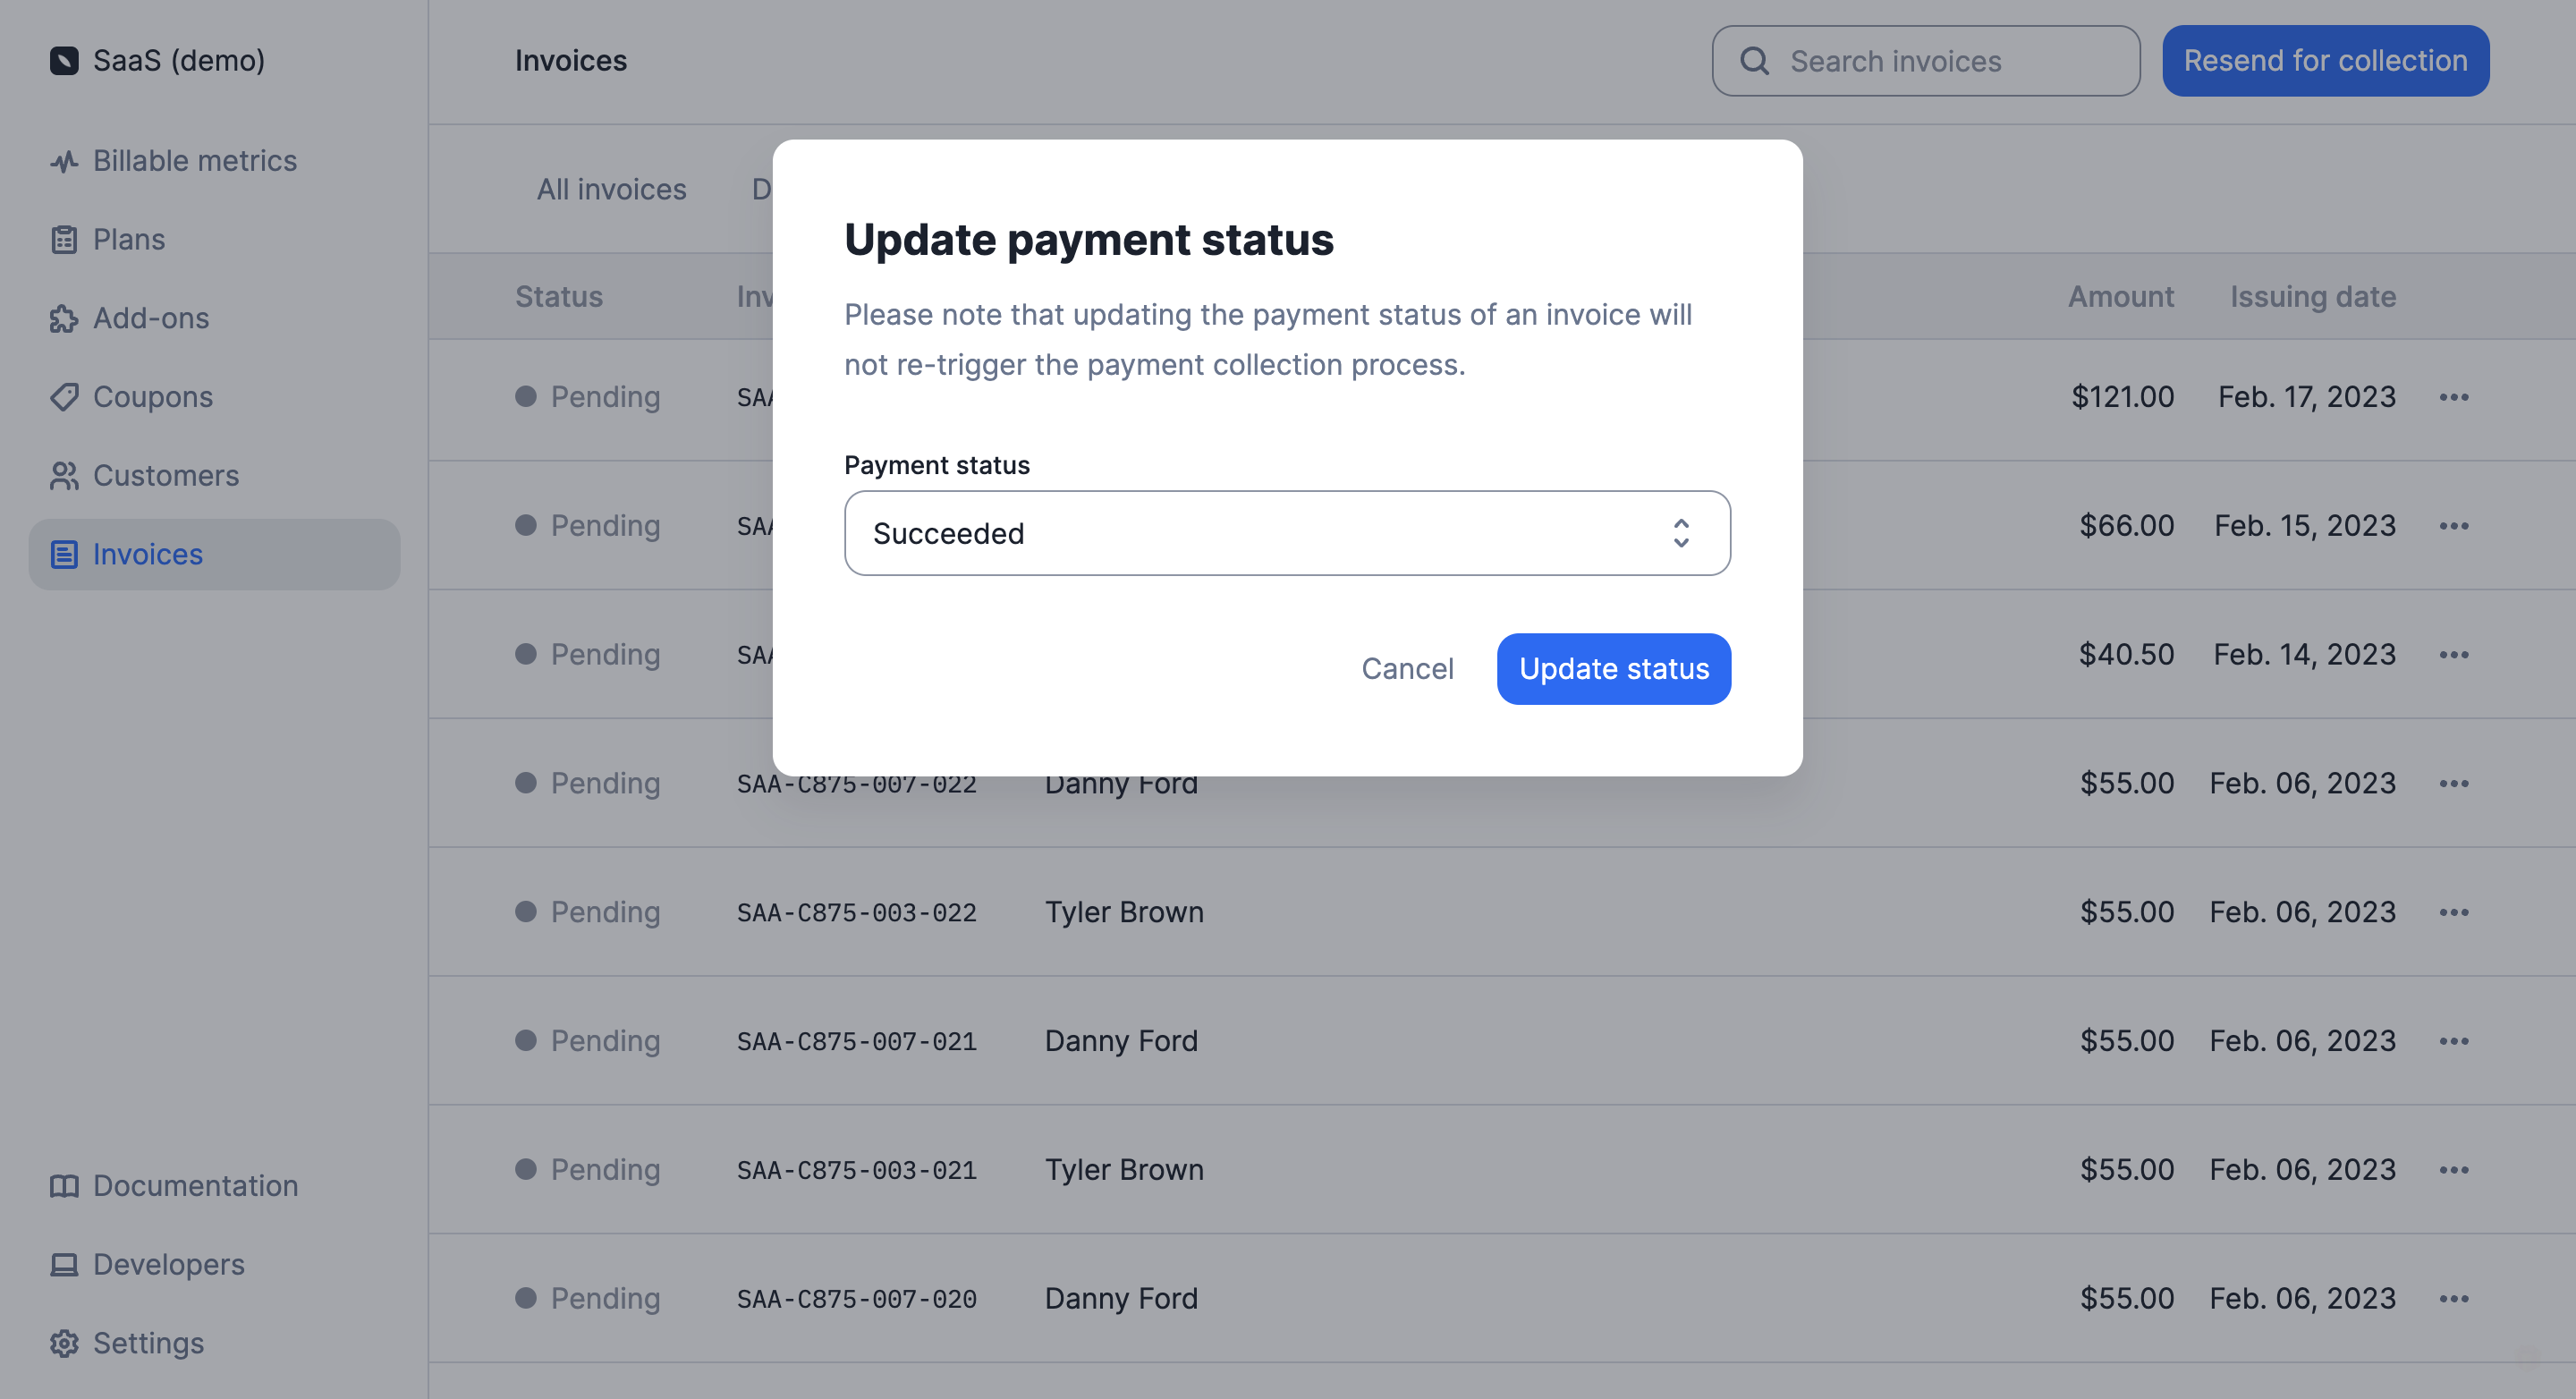 SaaS (demo)
Billable metrics
Plans
Add-ons
Coupons
Customers
Invoices
Documentation
Developers
Settings
Invoices
Search invoices
Resend for collection
All invoices
Status Amount Issuing date
Pending $121.00 Feb. 17, 2023
Pending $66.00 Feb. 15, 2023
Pending $40.50 Feb. 14, 2023
Pending SAA-C875-007-022 Danny Ford $55.00 Feb. 06, 2023
Pending SAA-C875-003-022 Tyler Brown $55.00 Feb. 06, 2023
Pending SAA-C875-007-021 Danny Ford $55.00 Feb. 06, 2023
Pending SAA-C875-003-021 Tyler Brown $55.00 Feb. 06, 2023
Pending SAA-C875-007-020 Danny Ford $55.00 Feb. 06, 2023
Update payment status
Please note that updating the payment status of an invoice will
not re-trigger the payment collection process.
Payment status
Succeeded
Cancel
Update status